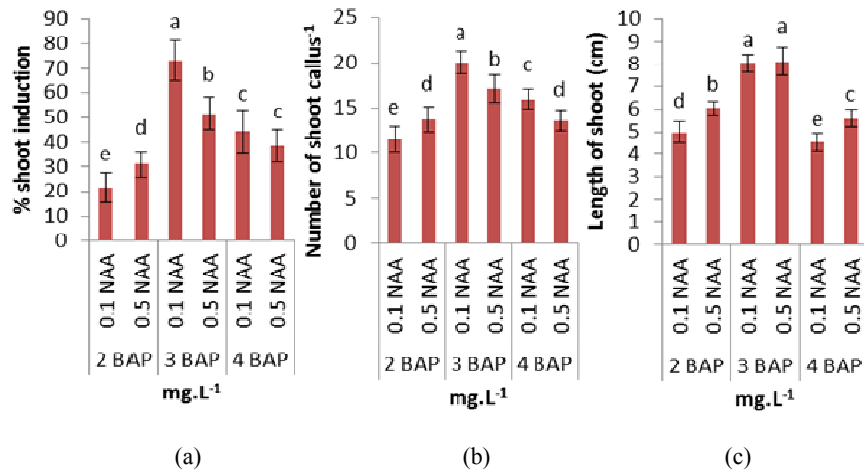 % shoot induction
90
80
70
60
50
40
30
20
10
0
e
d
a
b
c
c
0.1 NAA
0.5 NAA
0.1 NAA
0.5 NAA
0.1 NAA
0.5 NAA
2 BAP
3 BAP
4 BAP
mg.L-1
(a)
Number of shoot callus-1
25
20
15
10
5
0
e
d
a
b
c
d
0.1 NAA
0.5 NAA
0.1 NAA
0.5 NAA
0.1 NAA
0.5 NAA
2 BAP
3 BAP
4 BAP
mg.L-1
(b)
Length of shoot (cm)
10
9
8
7
6
5
4
3
2
1
0
d
b
a
a
e
c
0.1 NAA
0.5 NAA
0.1 NAA
0.5 NAA
0.1 NAA
0.5 NAA
2 BAP
3 BAP
4 BAP
mg.L-1
(c)